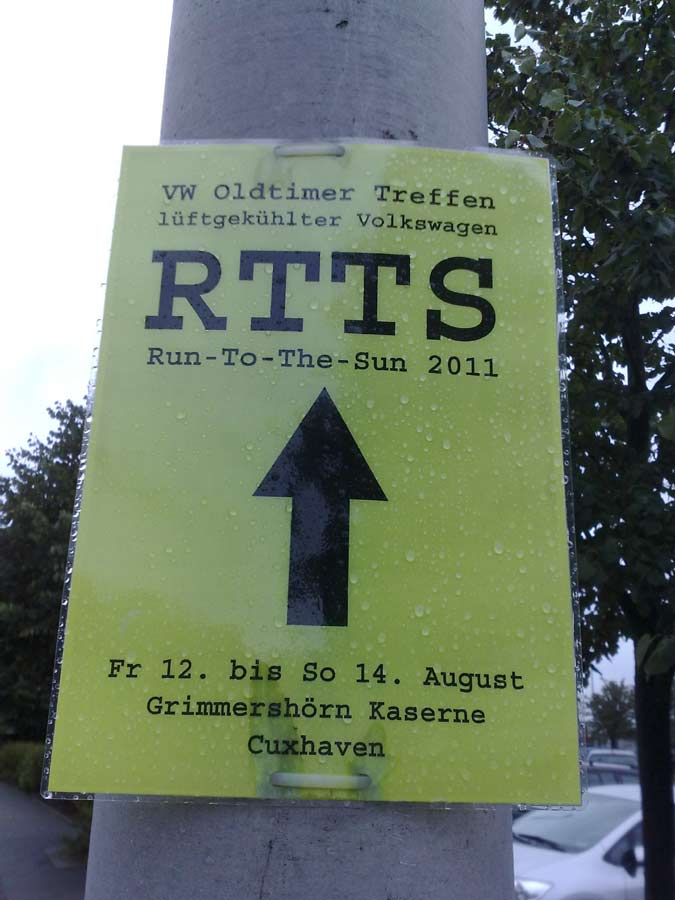 VW Oldtimer Treffen
lüftgekühlter Volkswagen
RTTS
Run-To-The-Sun 2011
Fr 12. bis So 14. August
Grimmershörn Kaserne
Cuxhaven